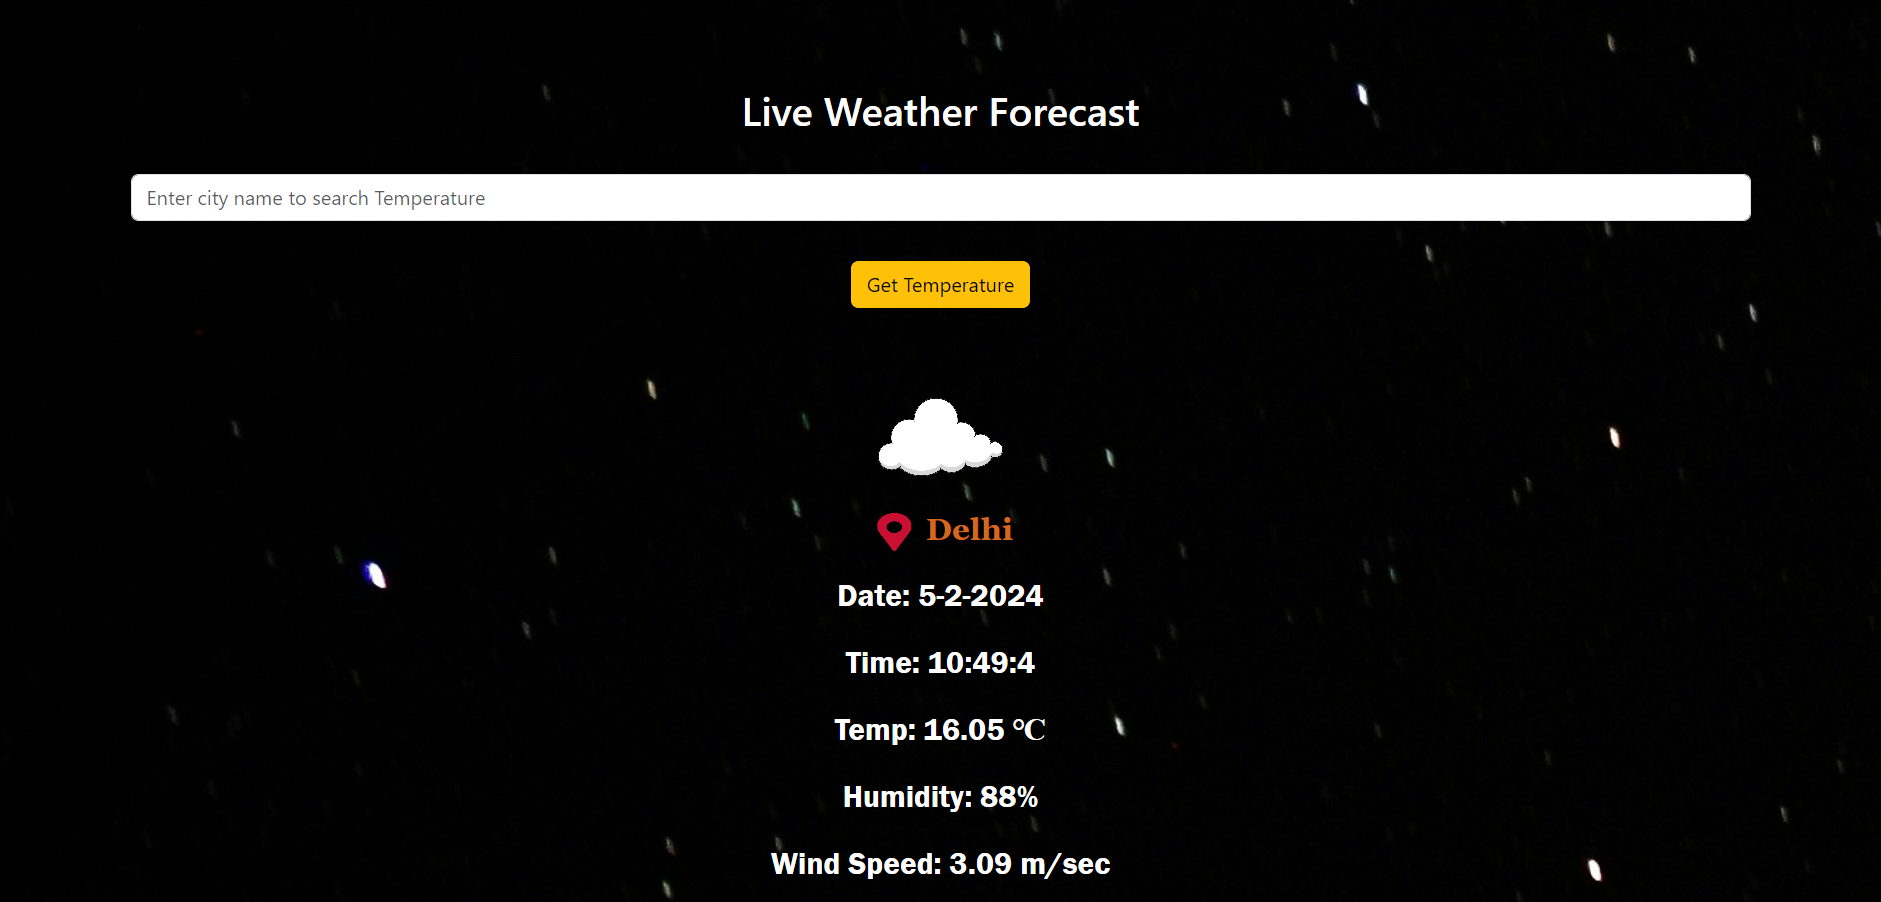 Live Weather Forecast
Enter city name to search Temperature
Get Temperature
Delhi
Date: 5-2-2024
Time: 10:49:4
Temp: 16.05 °C
Humidity: 88%
Wind Speed: 3.09 m/sec